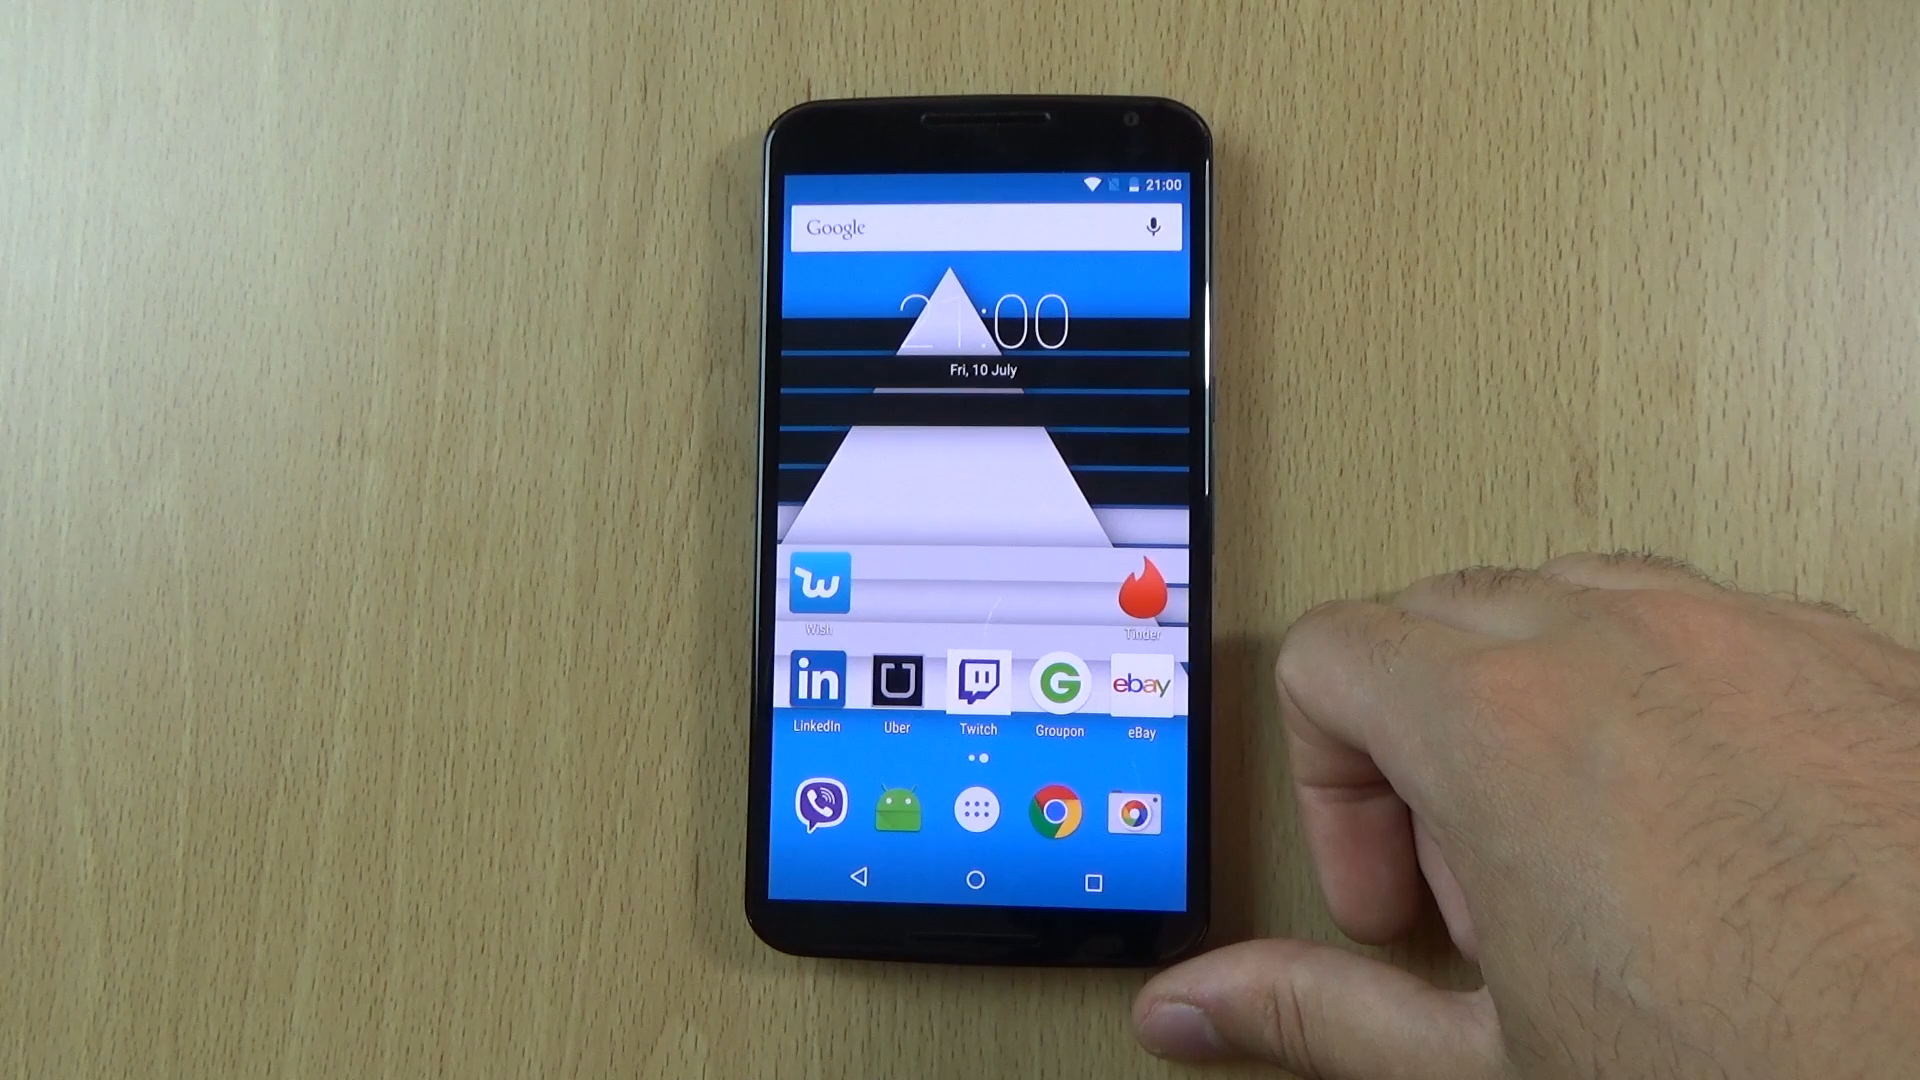 21:00
Google
21:00
Fri, 10 July
Wish
Tinder
in
ebay
LinkedIn
Uber
Twitch
Groupon
eBay